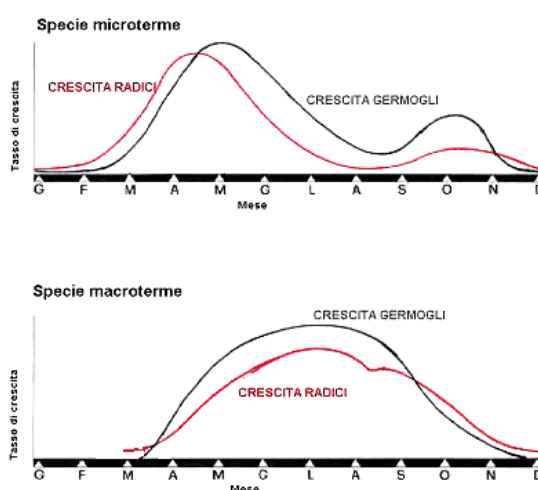 Specie microterme
CRESCITA RADICI
CRESCITA GERMOGLI
Tasso di crescita
G F M A M G L A S O N D
Mese
Specie macroterme
CRESCITA GERMOGLI
CRESCITA RADICI
Tasso di crescita
G F M A M G L A S O N D
Mese